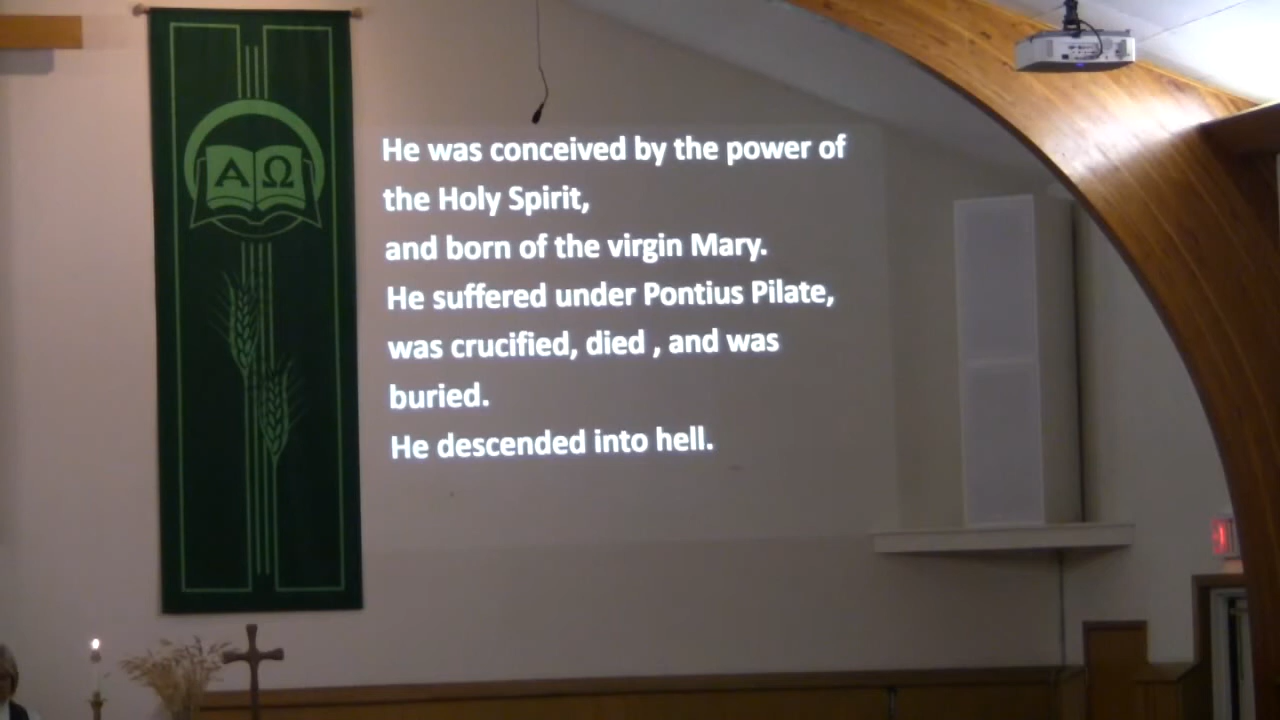 Α Ω
He was conceived by the power of
the Holy Spirit,
and born of the virgin Mary.
He suffered under Pontius Pilate,
was crucified, died , and was
buried.
He descended into hell.